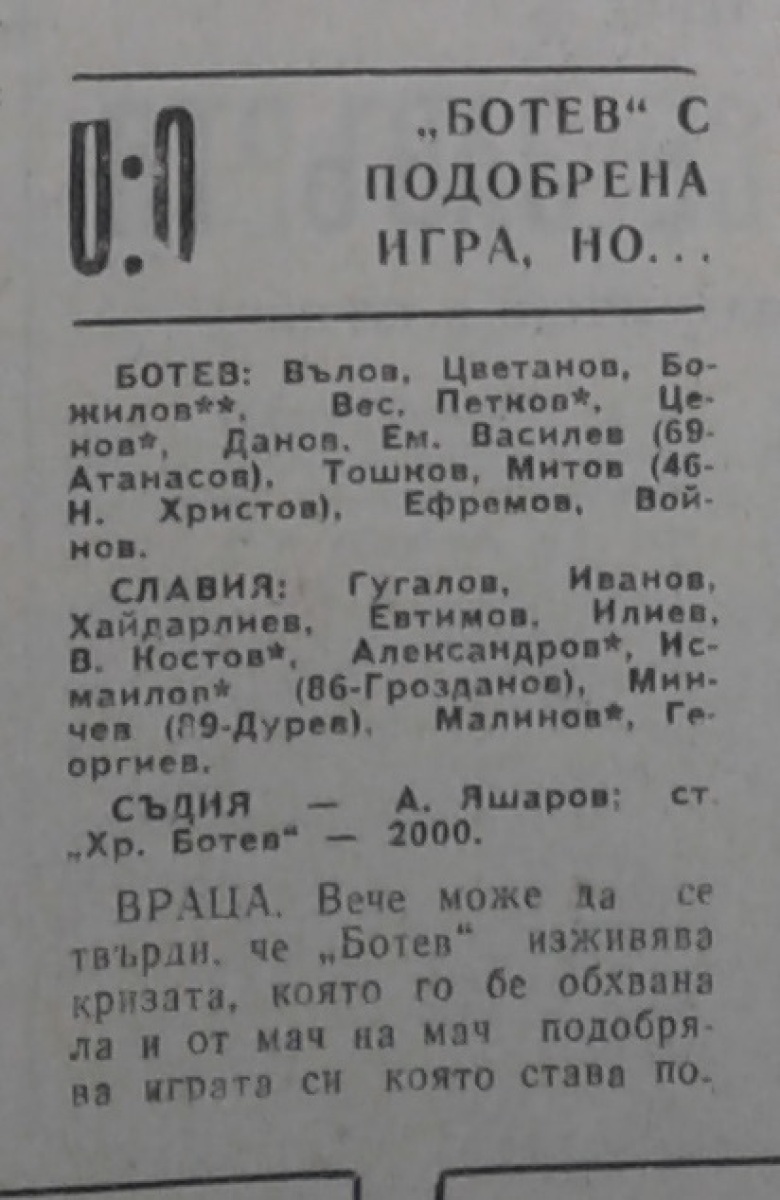 0:0
„БОТЕВ“ С
ПОДОБРЕНА
ИГРА, НО...
БОТЕВ: Вълов, Цветанов, Бо-
жилов**, Вес. Петков*, Це-
нов*, Данов, Ем. Василев (69-
Атанасов), Тошков, Митов (46-
Н. Христов), Ефремов, Вой-
нов.
СЛАВИЯ: Гугалов, Иванов,
Хайдарлиев, Евтимов, Илиев,
В. Костов*, Александров*, Ис-
маилоп* (86-Грозданов), Мин-
чев (89-Дурев), Малинов*, Ге-
оргиев.
СЪДИЯ — А. Яшаров; ст.
„Хр. Ботев“ — 2000.
ВРАЦА. Вече може да се
твърди, че „Ботев“ изживява
кризата, която го бе обхвана
ла и от мач на мач подобря-
ва играта си която става по-